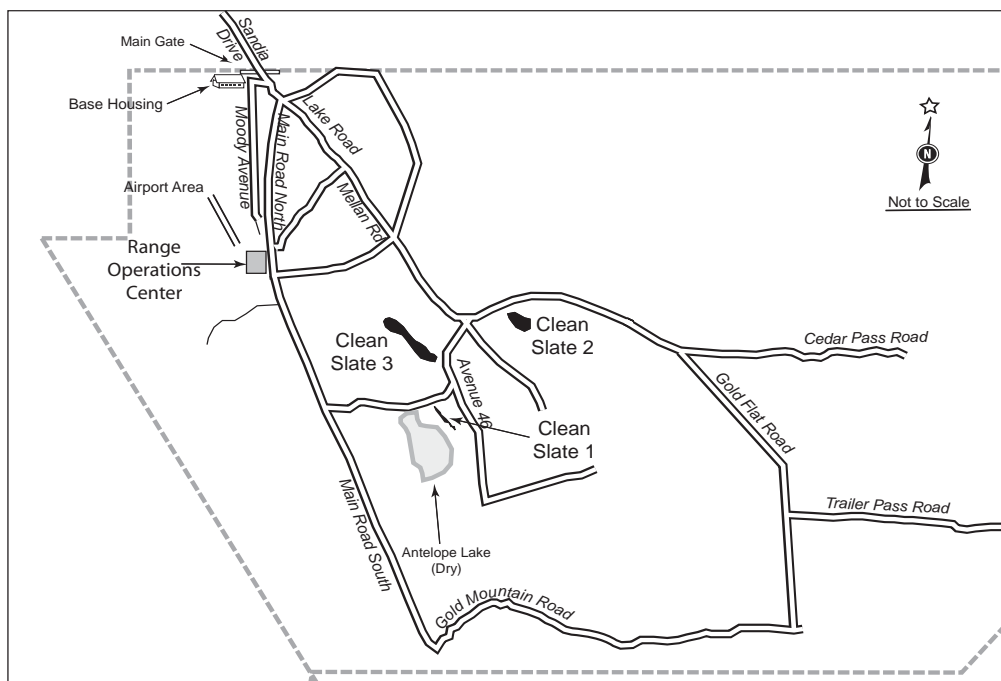 Sandia
Drive
Main Gate
Base Housing
Moody Avenue
Main Road North
Lake Road
Mellan Rd
Airport Area
Range
Operations
Center
N
Not to Scale
Clean
Slate 3
Clean
Slate 2
Cedar Pass Road
Gold Flat Road
Avenue 46
Clean
Slate 1
Main Road South
Trailer Pass Road
Antelope Lake
(Dry)
Gold Mountain Road